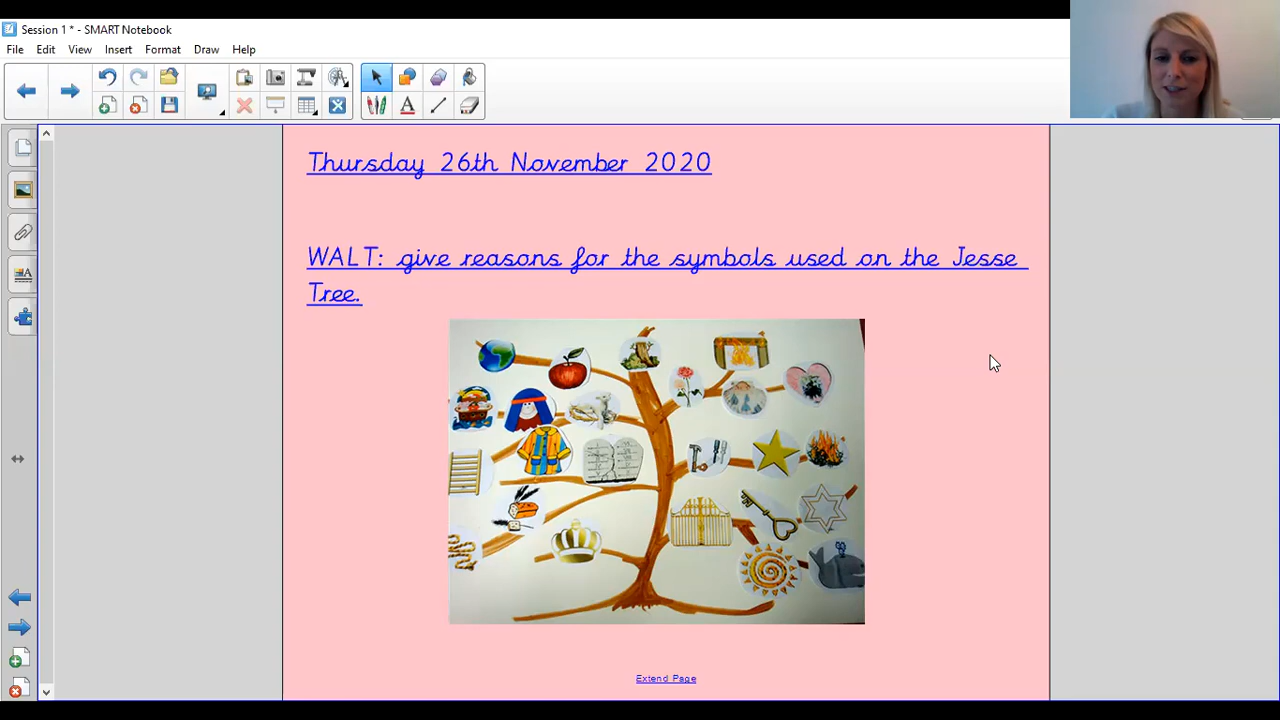 Session 1 * - SMART Notebook
File Edit View Insert Format Draw Help
Thursday 26th November 2020
WALT: give reasons for the symbols used on the Jesse
Tree.
Extend Page